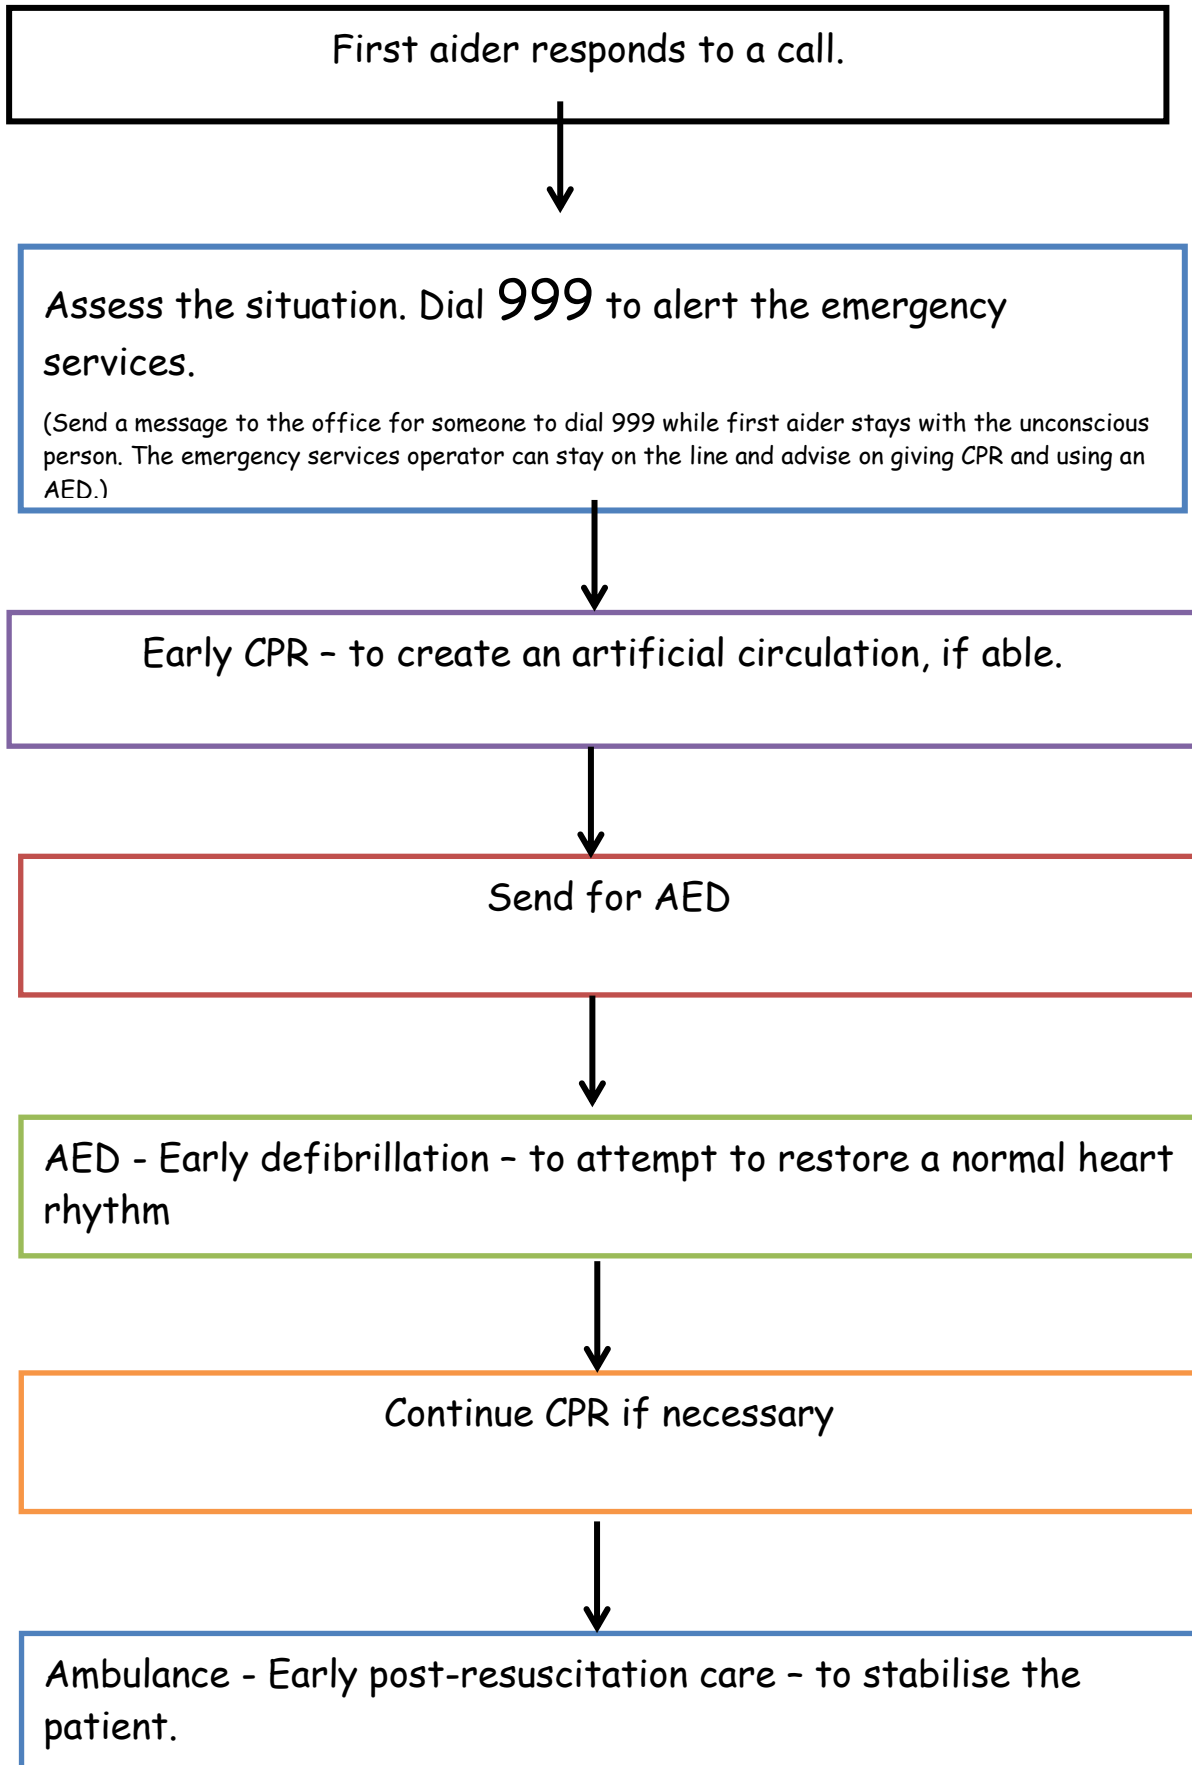 First aider responds to a call.
Assess the situation. Dial 999 to alert the emergency
services.
(Send a message to the office for someone to dial 999 while first aider stays with the unconscious
person. The emergency services operator can stay on the line and advise on giving CPR and using an
AED.)
Early CPR – to create an artificial circulation, if able.
Send for AED
AED - Early defibrillation – to attempt to restore a normal heart
rhythm
Continue CPR if necessary
Ambulance - Early post-resuscitation care – to stabilise the
patient.